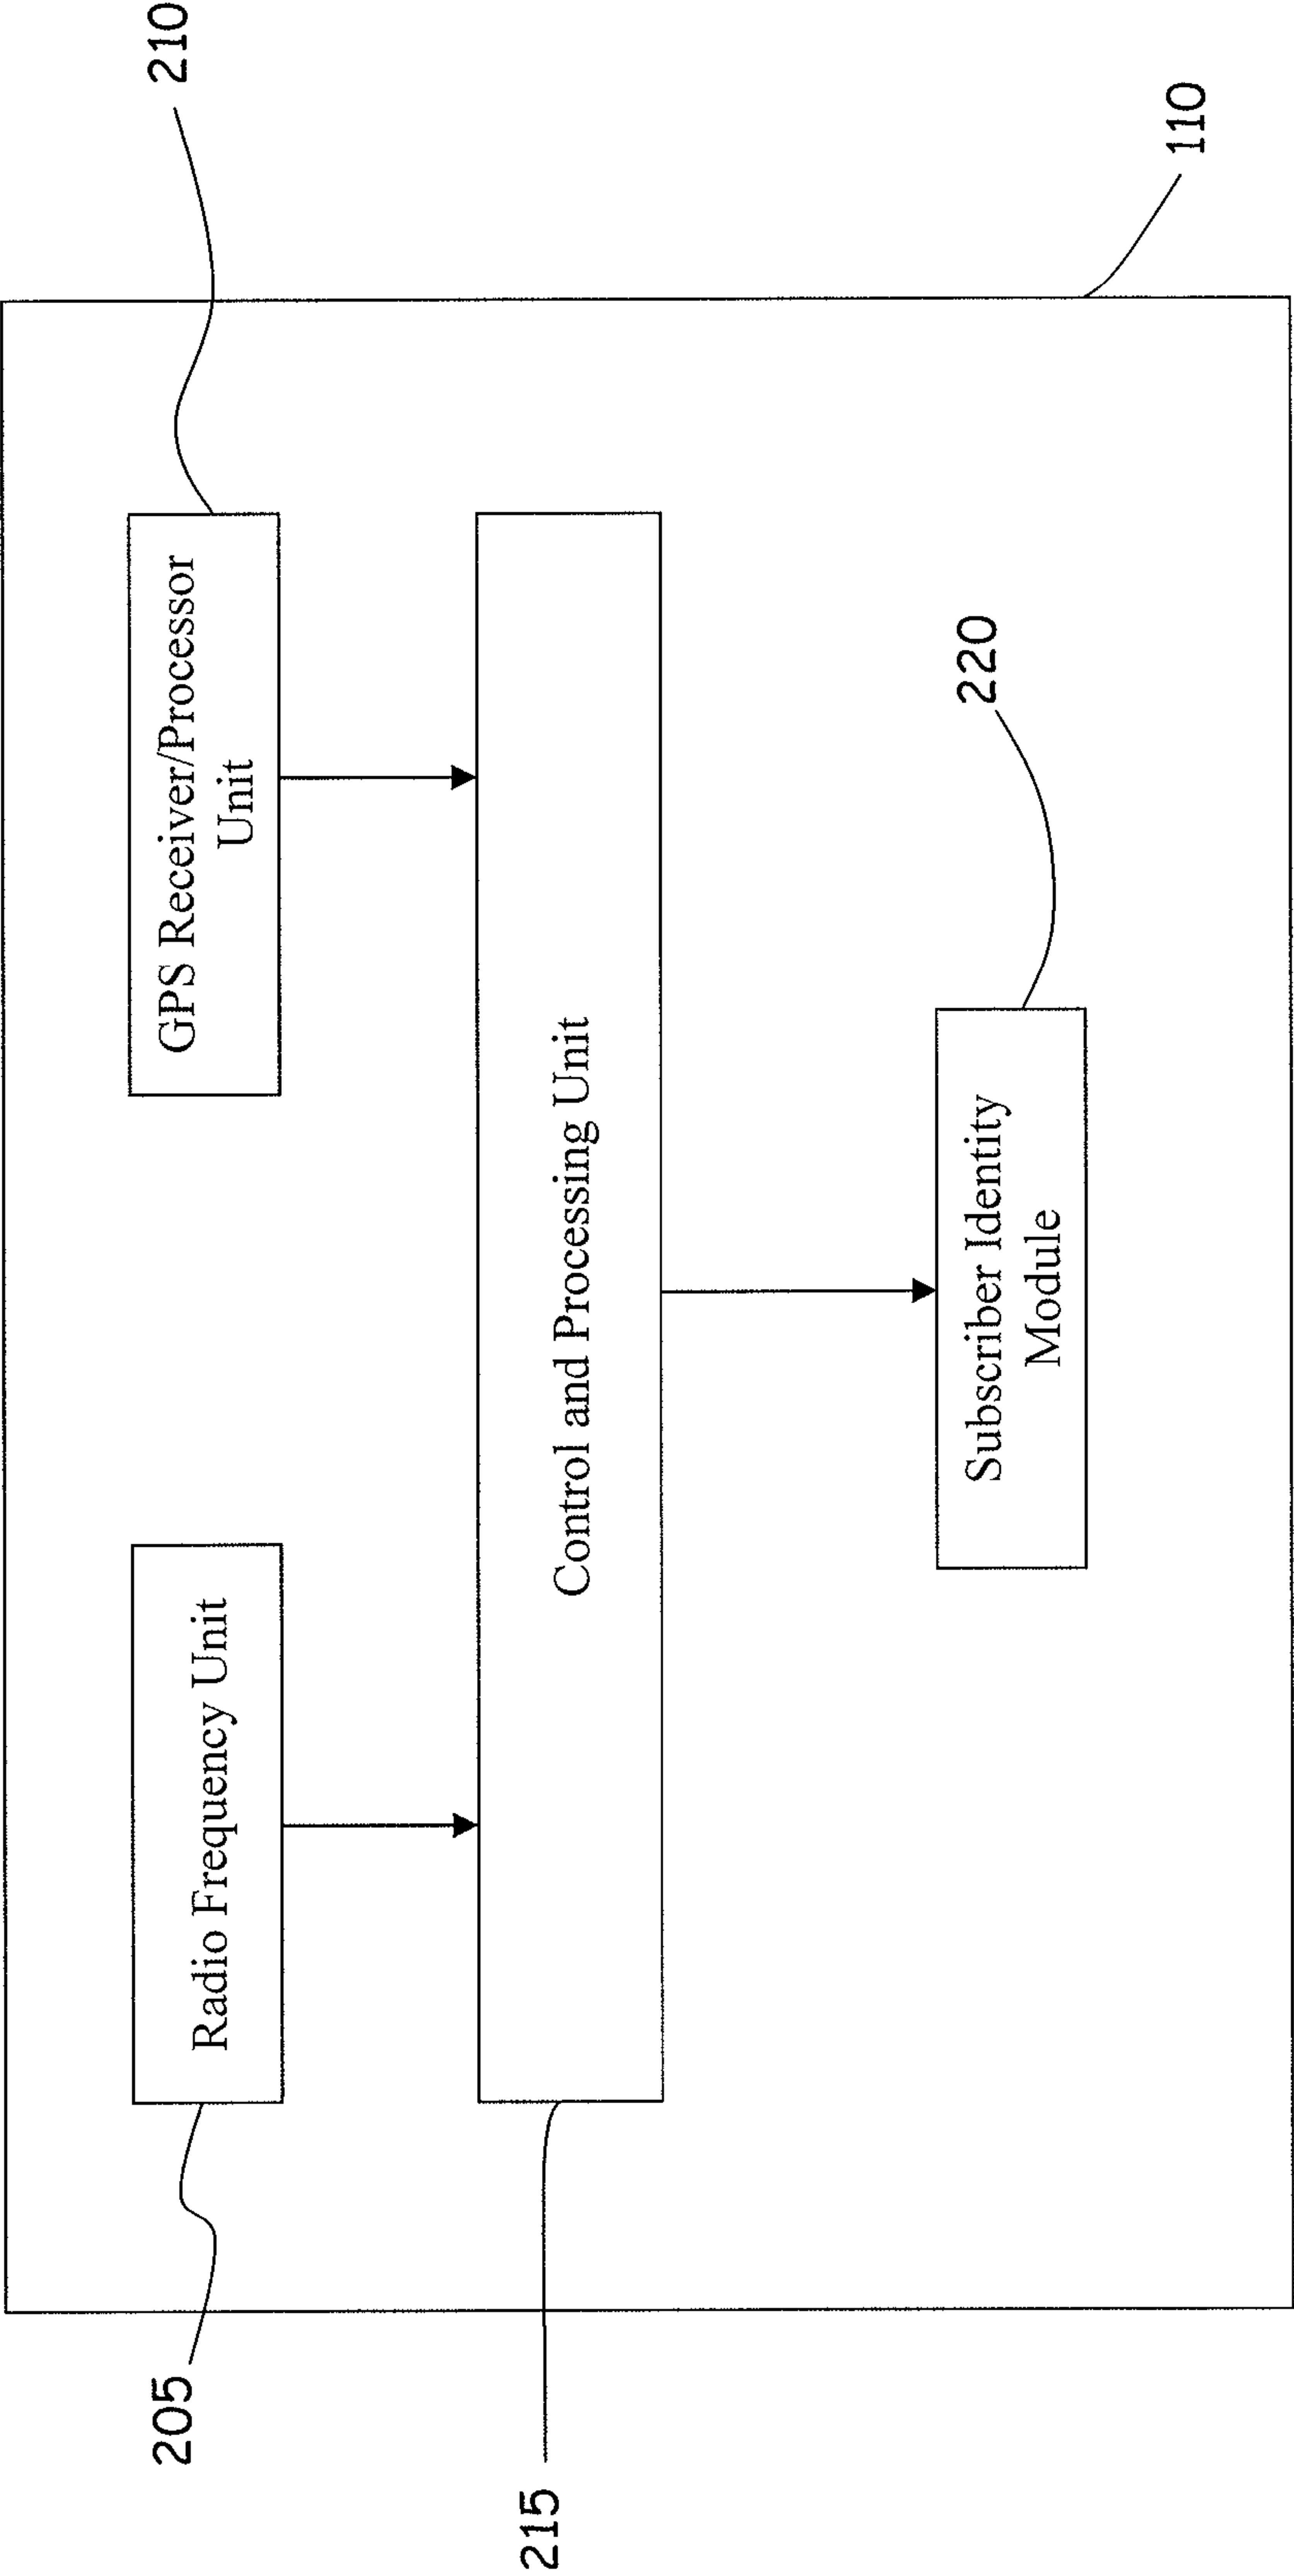 205
210
Radio Frequency Unit
GPS Receiver/Processor
Unit
215
Control and Processing Unit
220
Subscriber Identity
Module
110